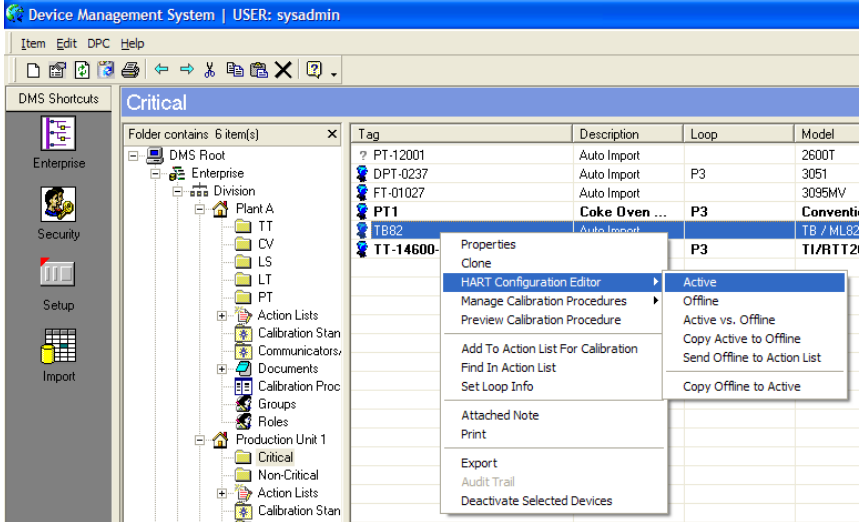 Device Management System | USER: sysadmin
Item Edit DPC Help
DMS Shortcuts
Enterprise
Security
Setup
Import
Critical
Folder contains 6 item(s)
DMS Root
Enterprise
Division
Plant A
TT
CV
LS
LT
PT
Action Lists
Calibration Stan
Communicators/
Documents
Calibration Proc
Groups
Roles
Production Unit 1
Critical
Non-Critical
Action Lists
Calibration Stan
Tag Description Loop Model
? PT-12001 Auto Import 2600T
DPT-0237 Auto Import P3 3051
FT-01027 Auto Import 3095MV
PT1 Coke Oven ... P3 Conventi
TB82 Auto Import TB / ML82
TT-14600- P3 TI/RTT20
Properties
Clone
HART Configuration Editor
Manage Calibration Procedures
Preview Calibration Procedure
Add To Action List For Calibration
Find In Action List
Set Loop Info
Attached Note
Print
Export
Audit Trail
Deactivate Selected Devices
Active
Offline
Active vs. Offline
Copy Active to Offline
Send Offline to Action List
Copy Offline to Active